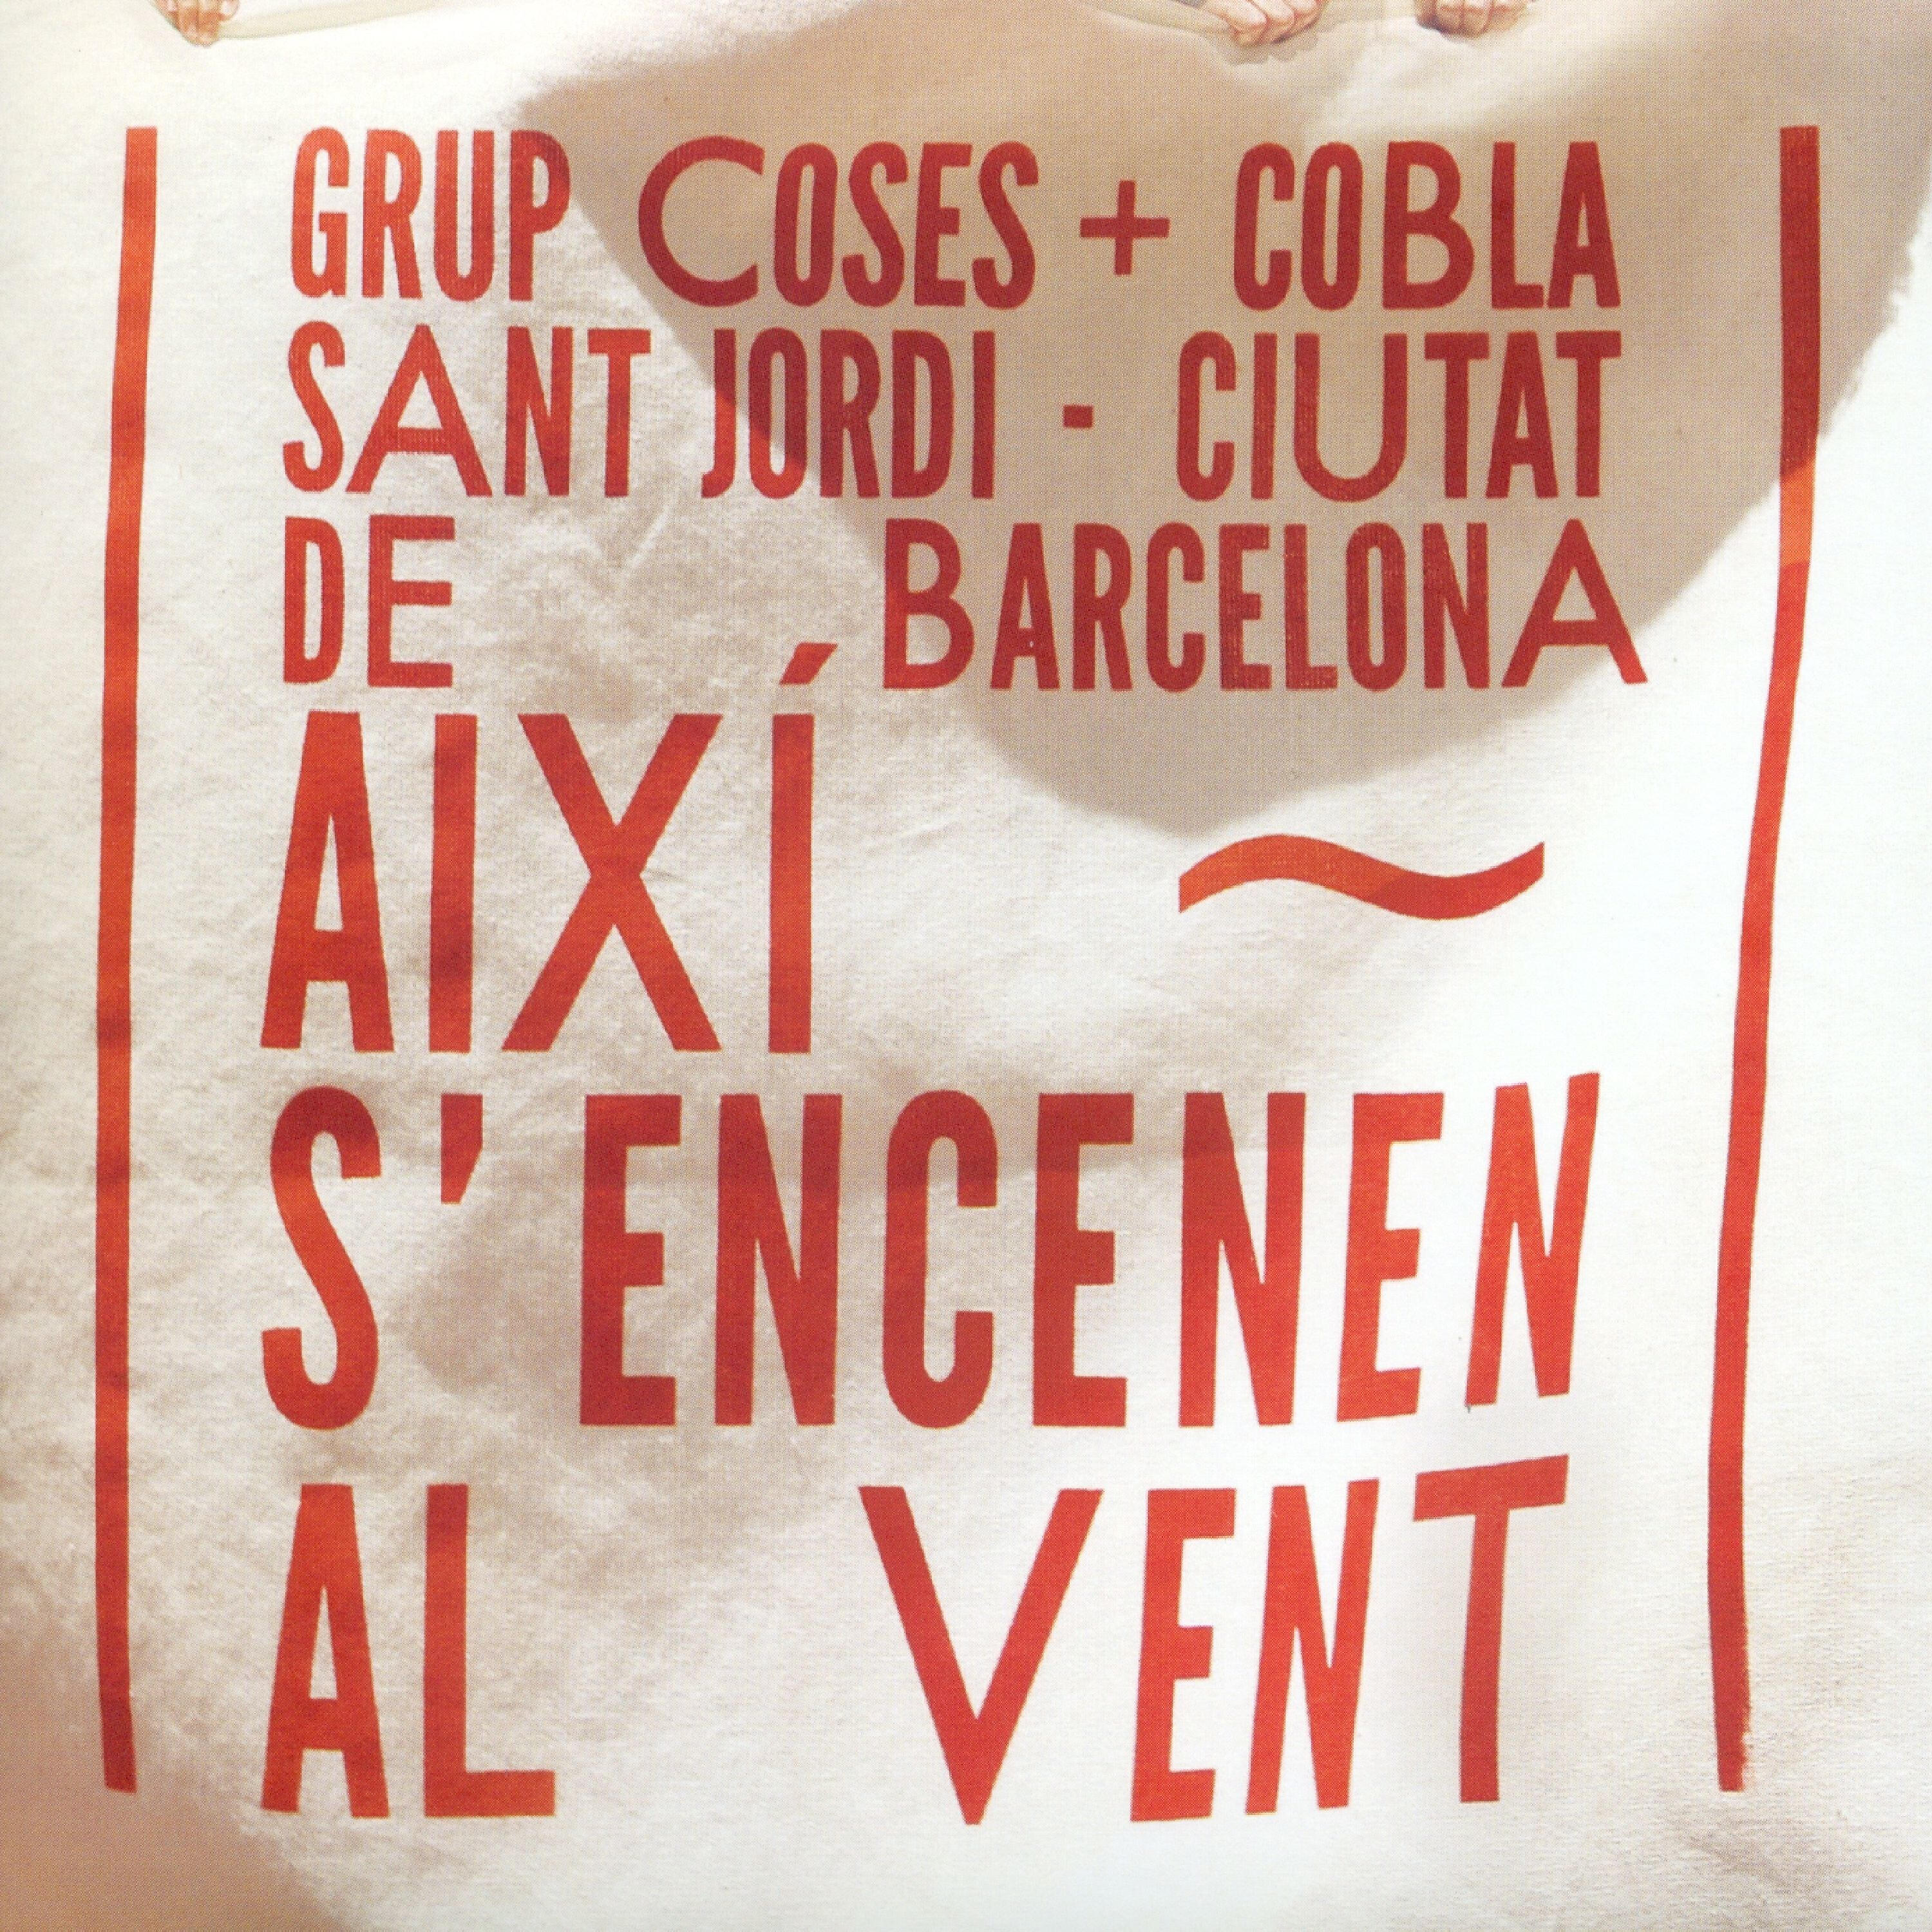 GRUP COSES + COBLA
SANT JORDI - CIUTAT
DE BARCELONA
AIXÍ ~
S'ENCENEN
AL VENT